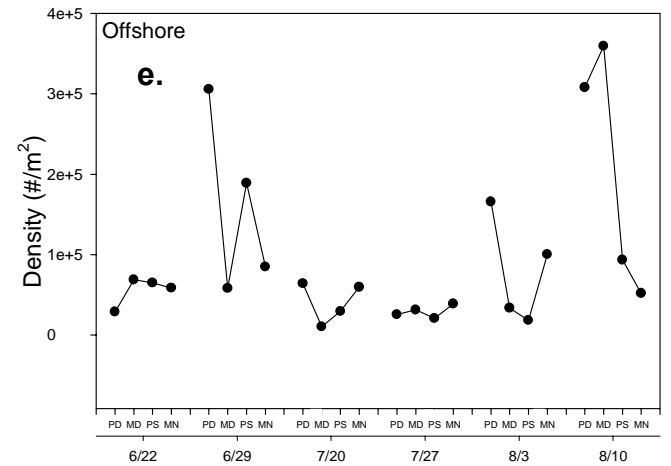 Offshore
e.
Density (#/m²)
4e+5
3e+5
2e+5
1e+5
0
PD MD PS MN PD MD PS MN PD MD PS MN PD MD PS MN PD MD PS MN PD MD PS MN
6/22 6/29 7/20 7/27 8/3 8/10